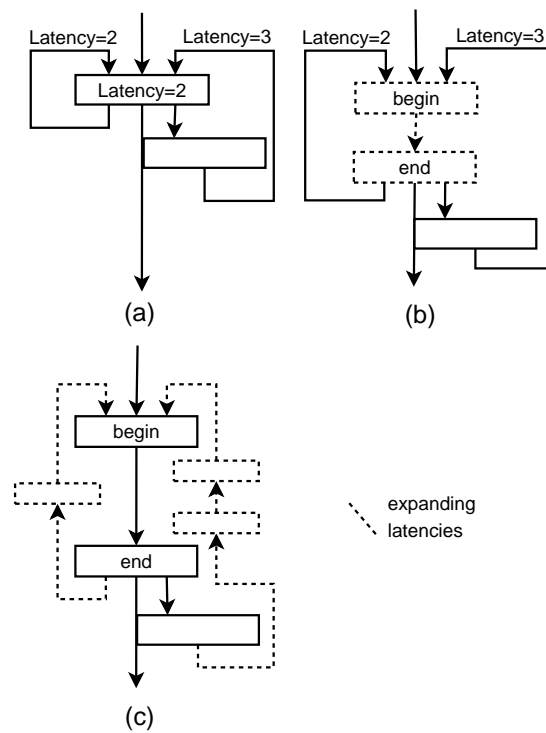 Latency=2
Latency=3
Latency=2
(a)
Latency=2
Latency=3
begin
end
(b)
begin
end
(c)
expanding
latencies